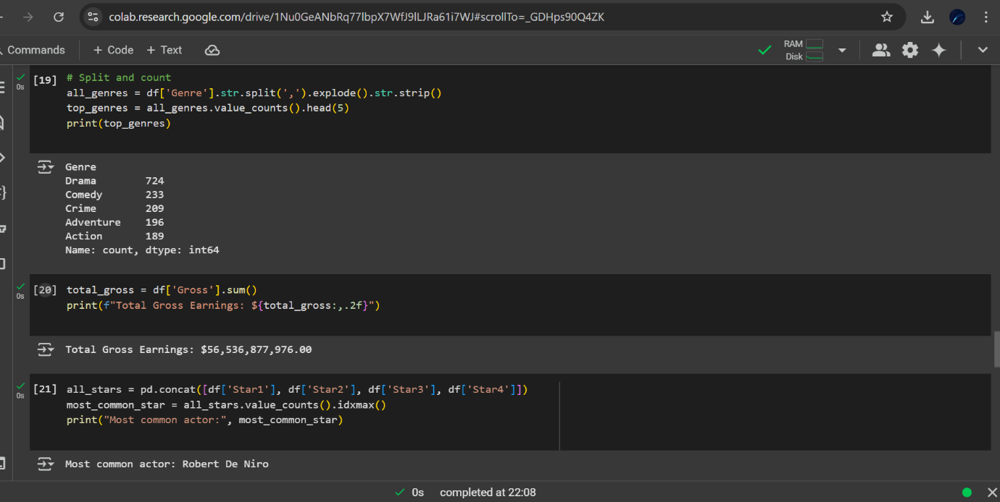 colab.research.google.com/drive/1Nu0GeANbRq77lbpX7WfJ9lLJRa61i7WJ#scrollTo=_GDHps90Q4ZK
Commands + Code + Text
RAM
Disk
[19] # Split and count
0s
all_genres = df['Genre'].str.split(',').explode().str.strip()
top_genres = all_genres.value_counts().head(5)
print(top_genres)
Genre
Drama 724
Comedy 233
Crime 209
Adventure 196
Action 189
Name: count, dtype: int64
[20] total_gross = df['Gross'].sum()
0s
print(f"Total Gross Earnings: ${total_gross:,.2f}")
Total Gross Earnings: $56,536,877,976.00
[21] all_stars = pd.concat([df['Star1'], df['Star2'], df['Star3'], df['Star4']])
0s
most_common_star = all_stars.value_counts().idxmax()
print("Most common actor:", most_common_star)
Most common actor: Robert De Niro
0s completed at 22:08